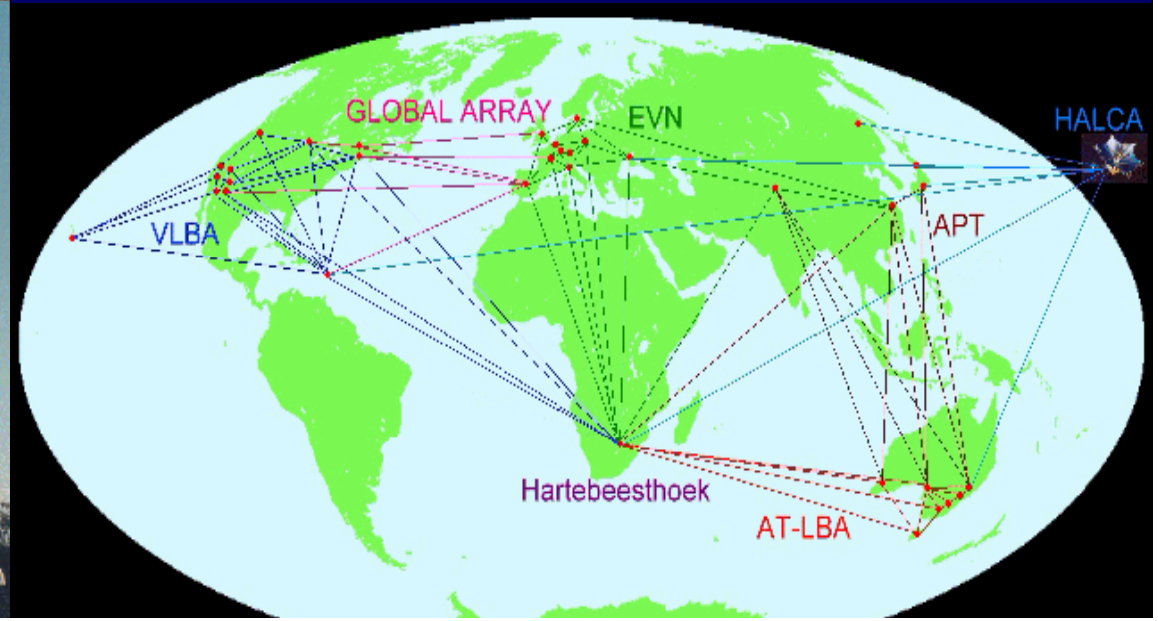 GLOBAL ARRAY
EVN
HALCA
VLBA
APT
Hartebeesthoek
AT-LBA